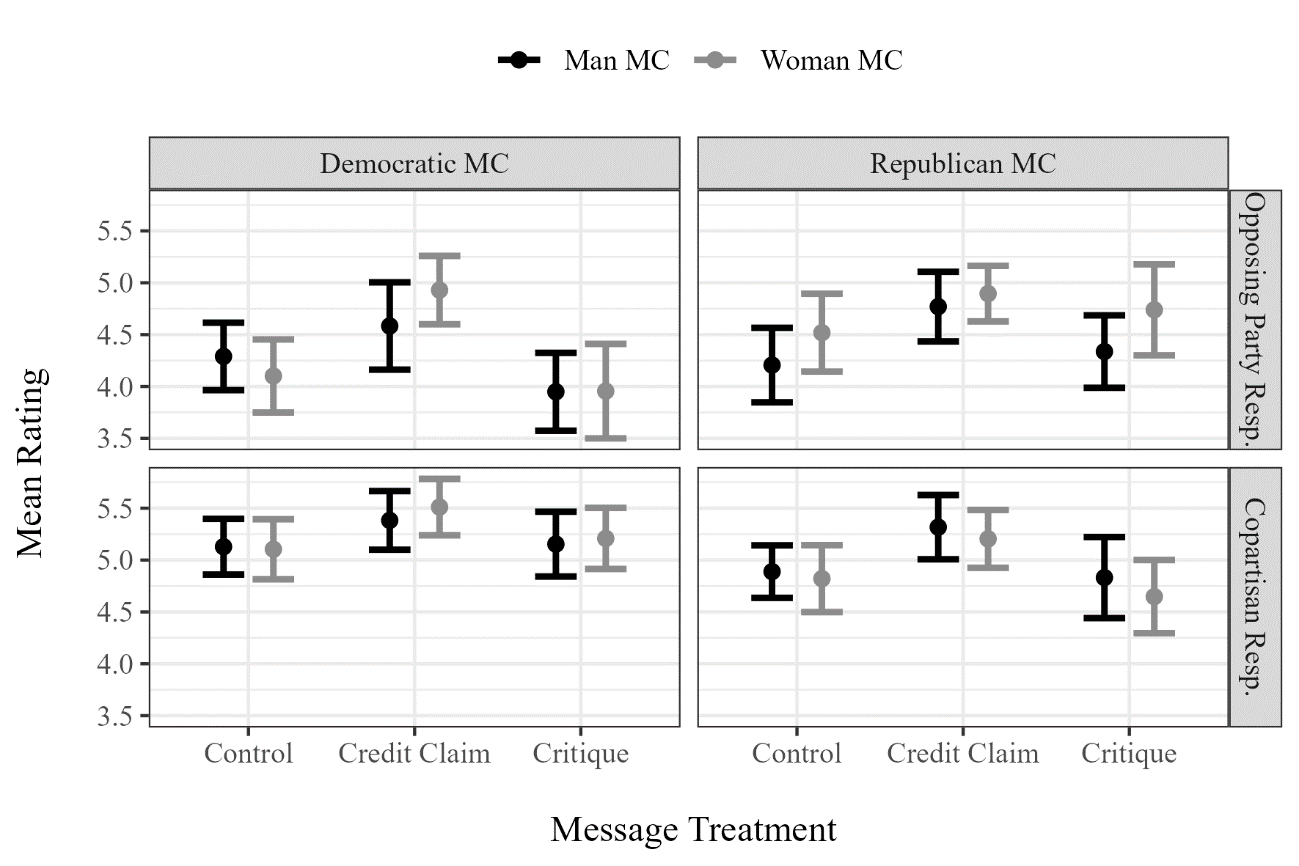 Man MC Woman MC
Democratic MC Republican MC
Opposing Party Resp.
5.5
5.0
4.5
4.0
3.5
Mean Rating
Copartisan Resp.
5.5
5.0
4.5
4.0
3.5
Control Credit Claim Critique Control Credit Claim Critique
Message Treatment